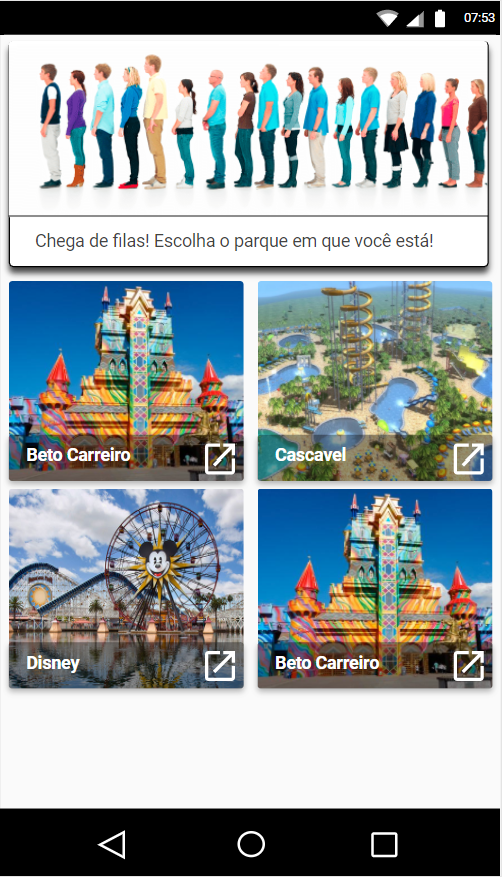 07:53
Chega de filas! Escolha o parque em que você está!
Beto Carreiro
Cascavel
Disney
Beto Carreiro